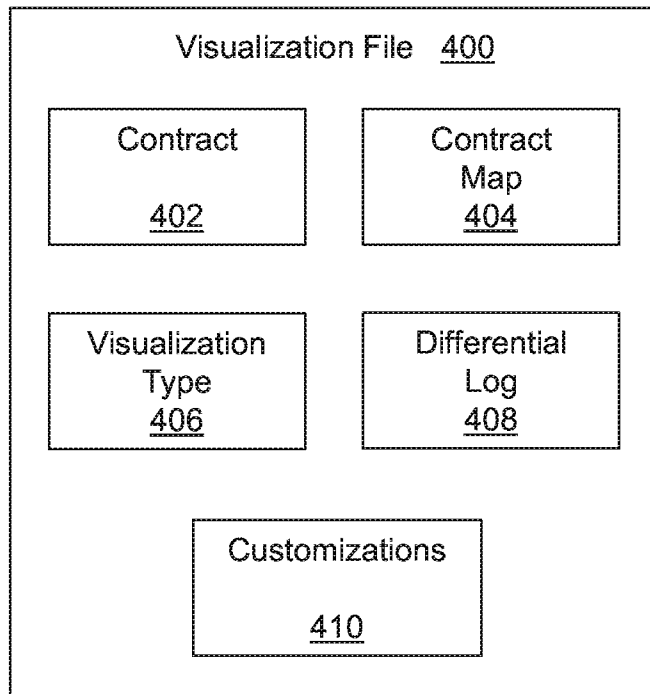 Visualization File 400
Contract
402
Contract
Map
404
Visualization
Type
406
Differential
Log
408
Customizations
410